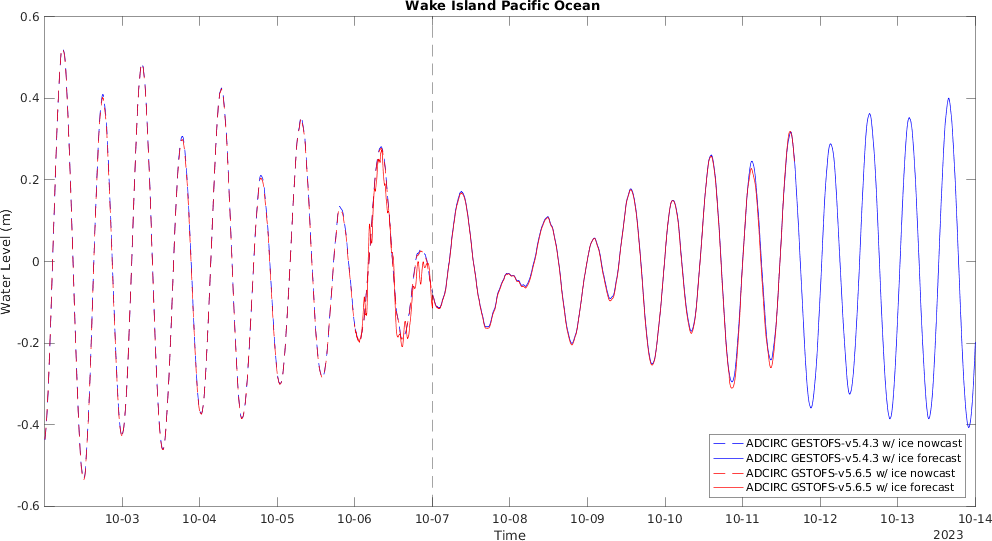 Wake Island Pacific Ocean
0.6
0.4
0.2
0
-0.2
-0.4
-0.6
Water Level (m)
ADCIRC GESTOFS-v5.4.3 w/ ice nowcast
ADCIRC GESTOFS-v5.4.3 w/ ice forecast
ADCIRC GSTOFS-v5.6.5 w/ ice nowcast
ADCIRC GSTOFS-v5.6.5 w/ ice forecast
10-03 10-04 10-05 10-06 10-07 10-08 10-09 10-10 10-11 10-12 10-13 10-14
Time
2023